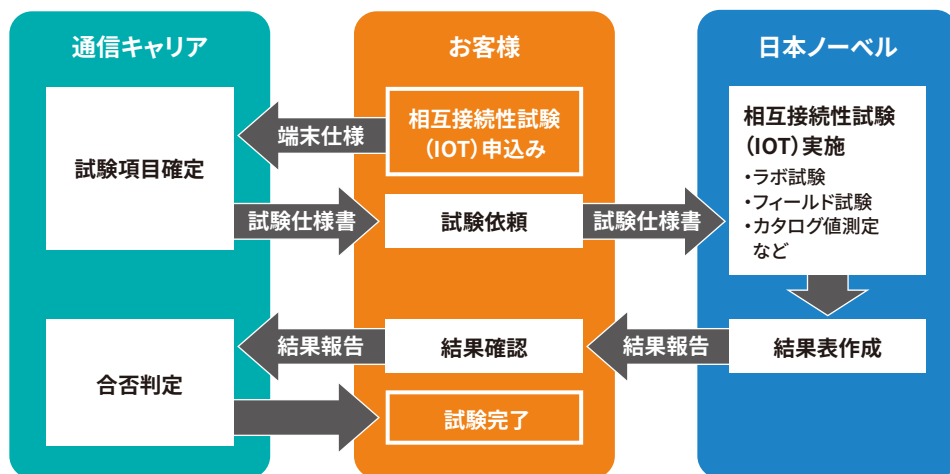 通信キャリア
お客様
日本ノーベル
相互接続性試験
（IOT）申込み
端末仕様
試験項目確定
試験仕様書
試験依頼
試験仕様書
相互接続性試験
（IOT）実施
・ラボ試験
・フィールド試験
・カタログ値測定
など
結果表作成
結果報告
結果確認
結果報告
合否判定
試験完了